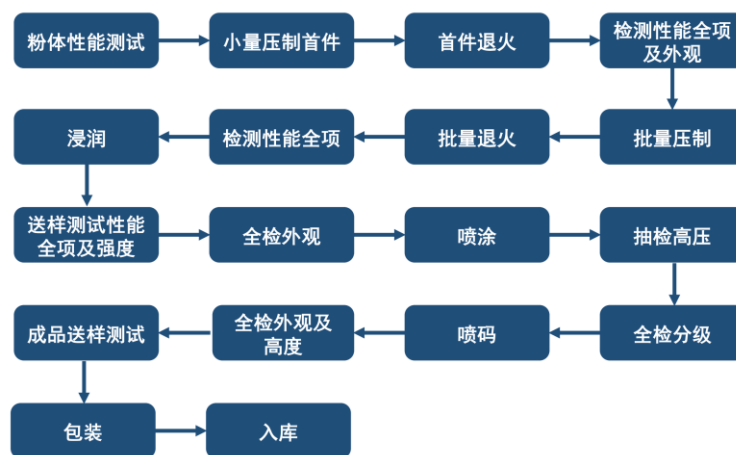 粉体性能测试
小量压制首件
首件退火
检测性能全项
及外观
批量压制
批量退火
检测性能全项
浸润
送样测试性能
全项及强度
全检外观
喷涂
抽检高压
全检分级
喷码
全检外观及
高度
成品送样测试
包装
入库